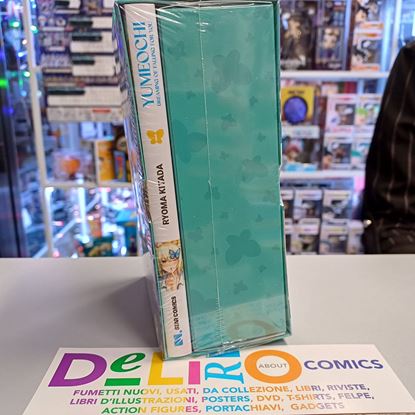 YUMEOCHI
DREAMING OF FALLING FOR YOU
RYOMA KITADA
STAR COMICS
DeLIRIO ABOUT COMICS
FUMETTI NUOVI, USATI, DA COLLEZIONE, LIBRI, RIVISTE,
LIBRI D'ILLUSTRAZIONI, POSTERS, DVD, T-SHIRTS, FELPE,
ACTION FIGURES, PORTACHIAVI, GADGETS